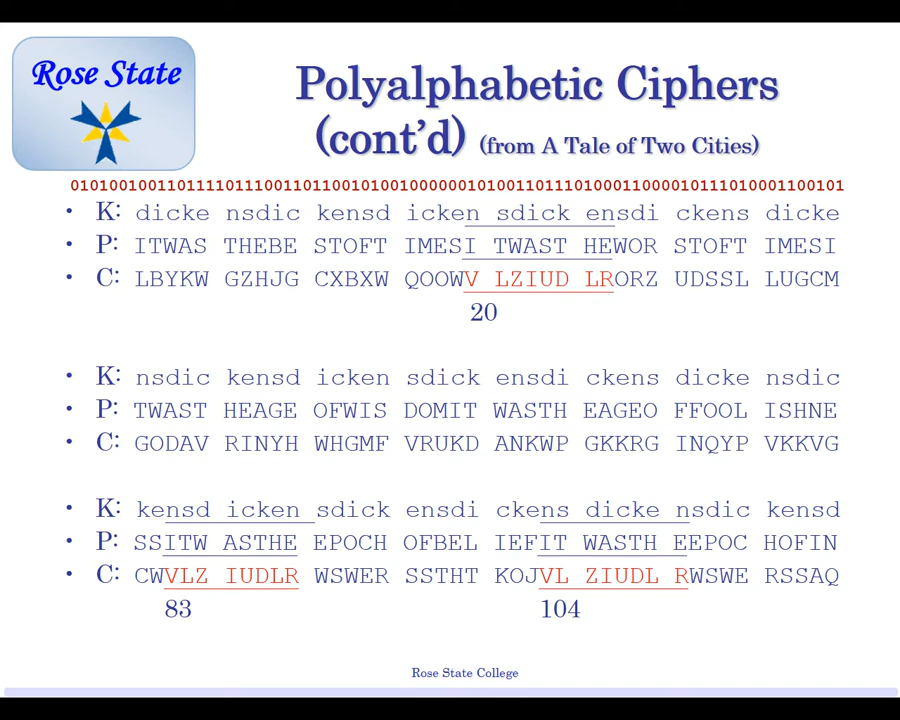 Rose State
Polyalphabetic Ciphers
(cont'd) (from A Tale of Two Cities)
01010010011011110111001101100101001000000101001101110100011000010111010001100101
• K: dicke nsdic kensd icken sdick ensdi ckens dicke
• P: ITWAS THEBE STOFT IMESI TWAST HEWOR STOFT IMESI
• C: LBYKW GZHJG CXBXW QOOWV LZIUD LRORZ UDSSL LUGCM
20
• K: nsdic kensd icken sdick ensdi ckens dicke nsdic
• P: TWAST HEAGE OFWIS DOMIT WASTH EAGEO FFOOL ISHNE
• C: GODAV RINYH WHGMF VRUKD ANKWP GKKRG INQYP VKKVG
• K: kensd icken sdick ensdi ckens dicke nsdic kensd
• P: SSITW ASTHE EPOCH OFBEL IEFIT WASTH EEPOC HOFIN
• C: CWVLZ IUDLR WSWER SSTHT KOJVL ZIUDL RWSWE RSSAQ
83 104
Rose State College